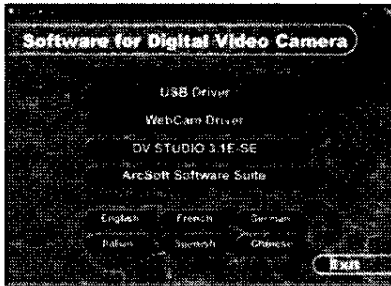 Software for Digital Video Camera
USB Driver
WebCam Driver
DV STUDIO 3.1E-SE
ArcSoft Software Suite
English French German
Italian Spanish Chinese
Exit